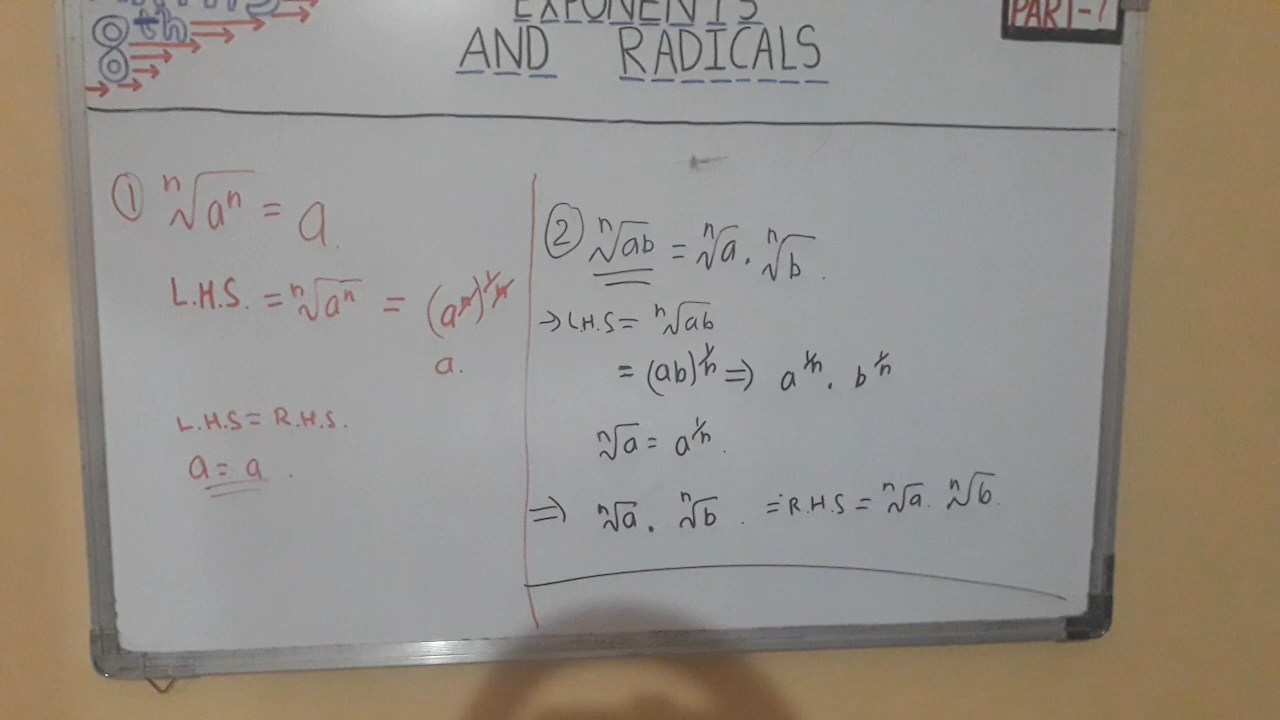 8th
EXPONENTS
AND RADICALS
PART-7
① ⁿ√aⁿ = a.
L.H.S. = ⁿ√aⁿ = (aⁿ)^1/n
a.
L.H.S = R.H.S.
a = a .
② ⁿ√ab = ⁿ√a . ⁿ√b .
→ L.H.S = ⁿ√ab
= (ab)^1/n ⇒ a^1/n . b^1/n
ⁿ√a = a^1/n .
⇒ ⁿ√a . ⁿ√b . = R.H.S = ⁿ√a . ⁿ√b .